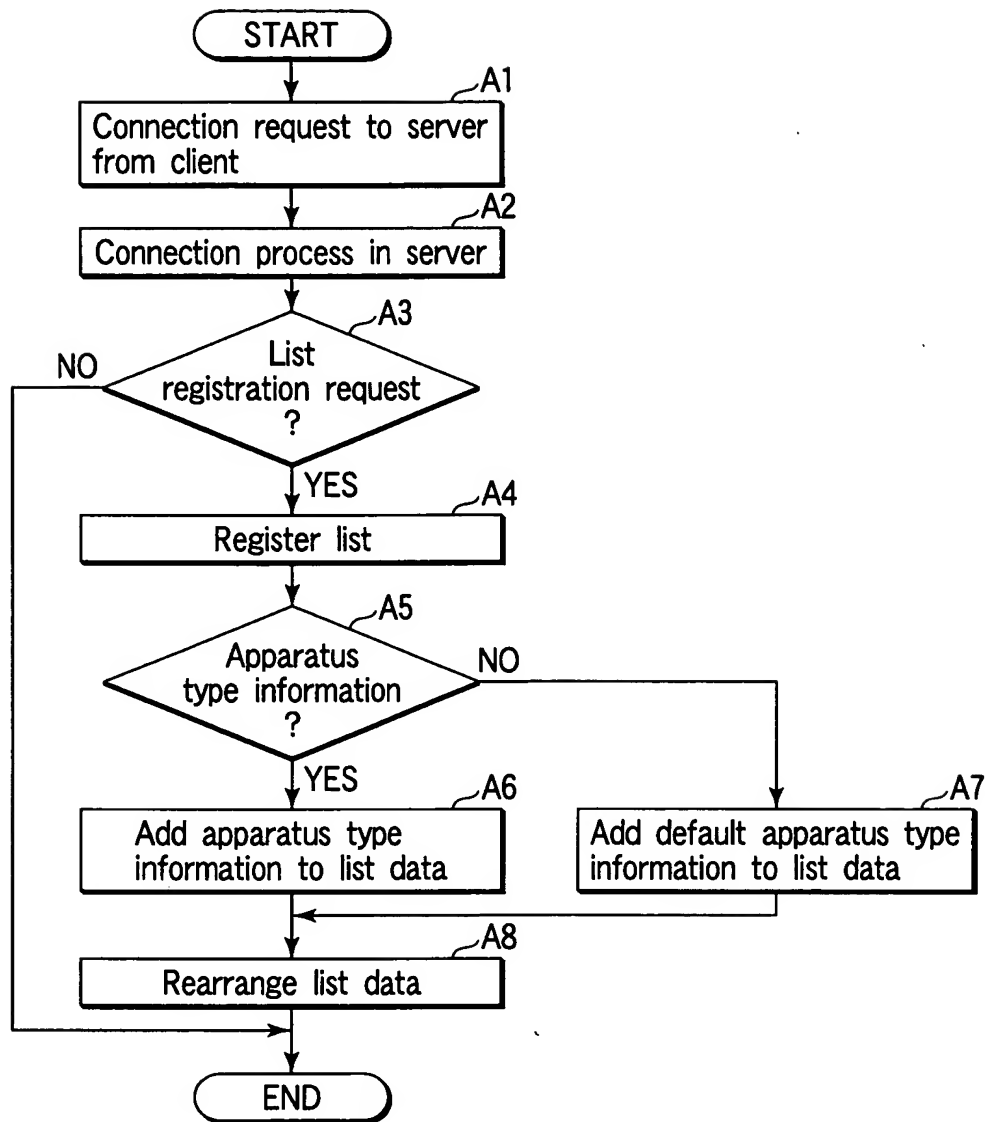 START
A1
Connection request to server
from client
A2
Connection process in server
A3
List
registration request
?
NO
YES
A4
Register list
A5
Apparatus
type information
?
NO
YES
A6
Add apparatus type
information to list data
A7
Add default apparatus type
information to list data
A8
Rearrange list data
END